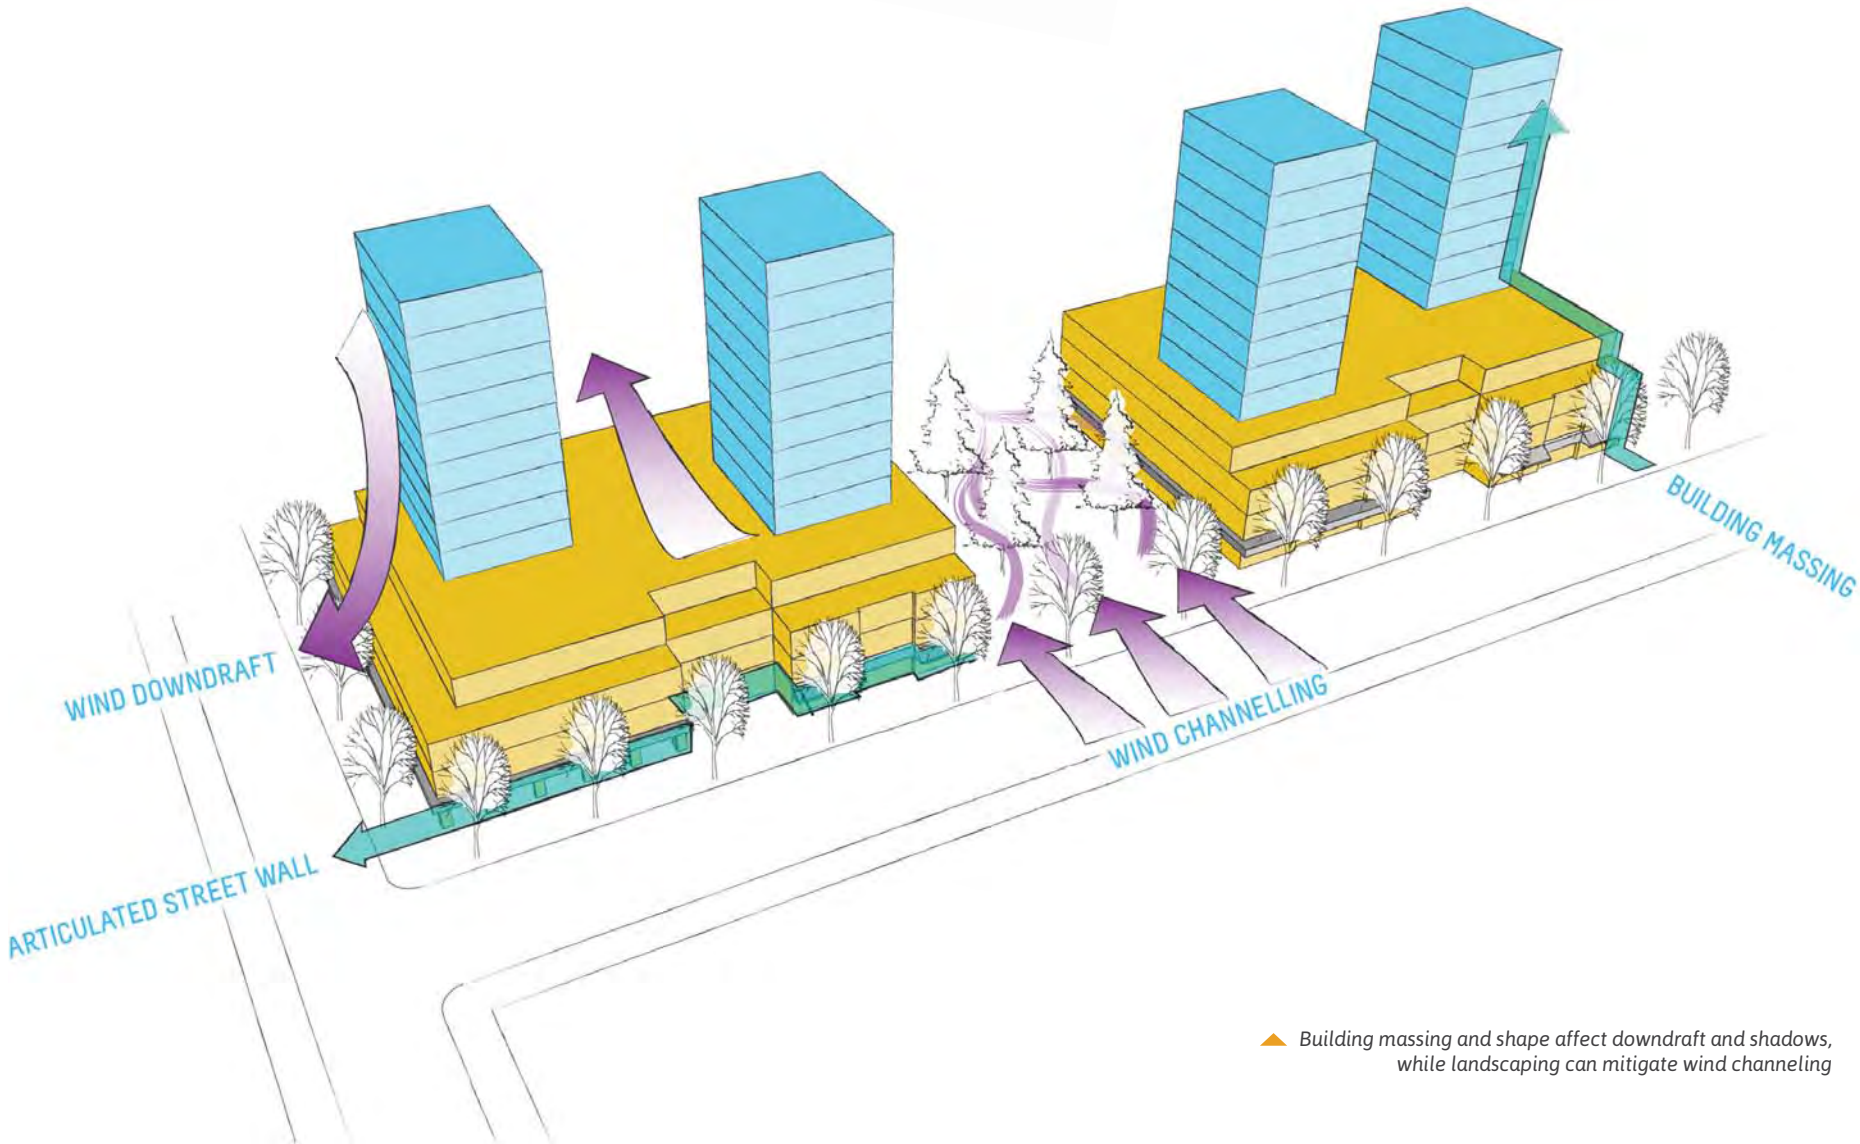 BUILDING MASSING
WIND DOWNDRAFT
WIND CHANNELLING
ARTICULATED STREET WALL
Building massing and shape affect downdraft and shadows,
while landscaping can mitigate wind channeling